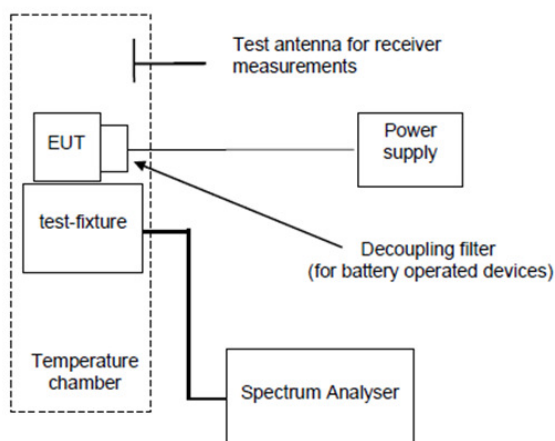 Test antenna for receiver
measurements
EUT
Power
supply
test-fixture
Decoupling filter
(for battery operated devices)
Temperature
chamber
Spectrum Analyser